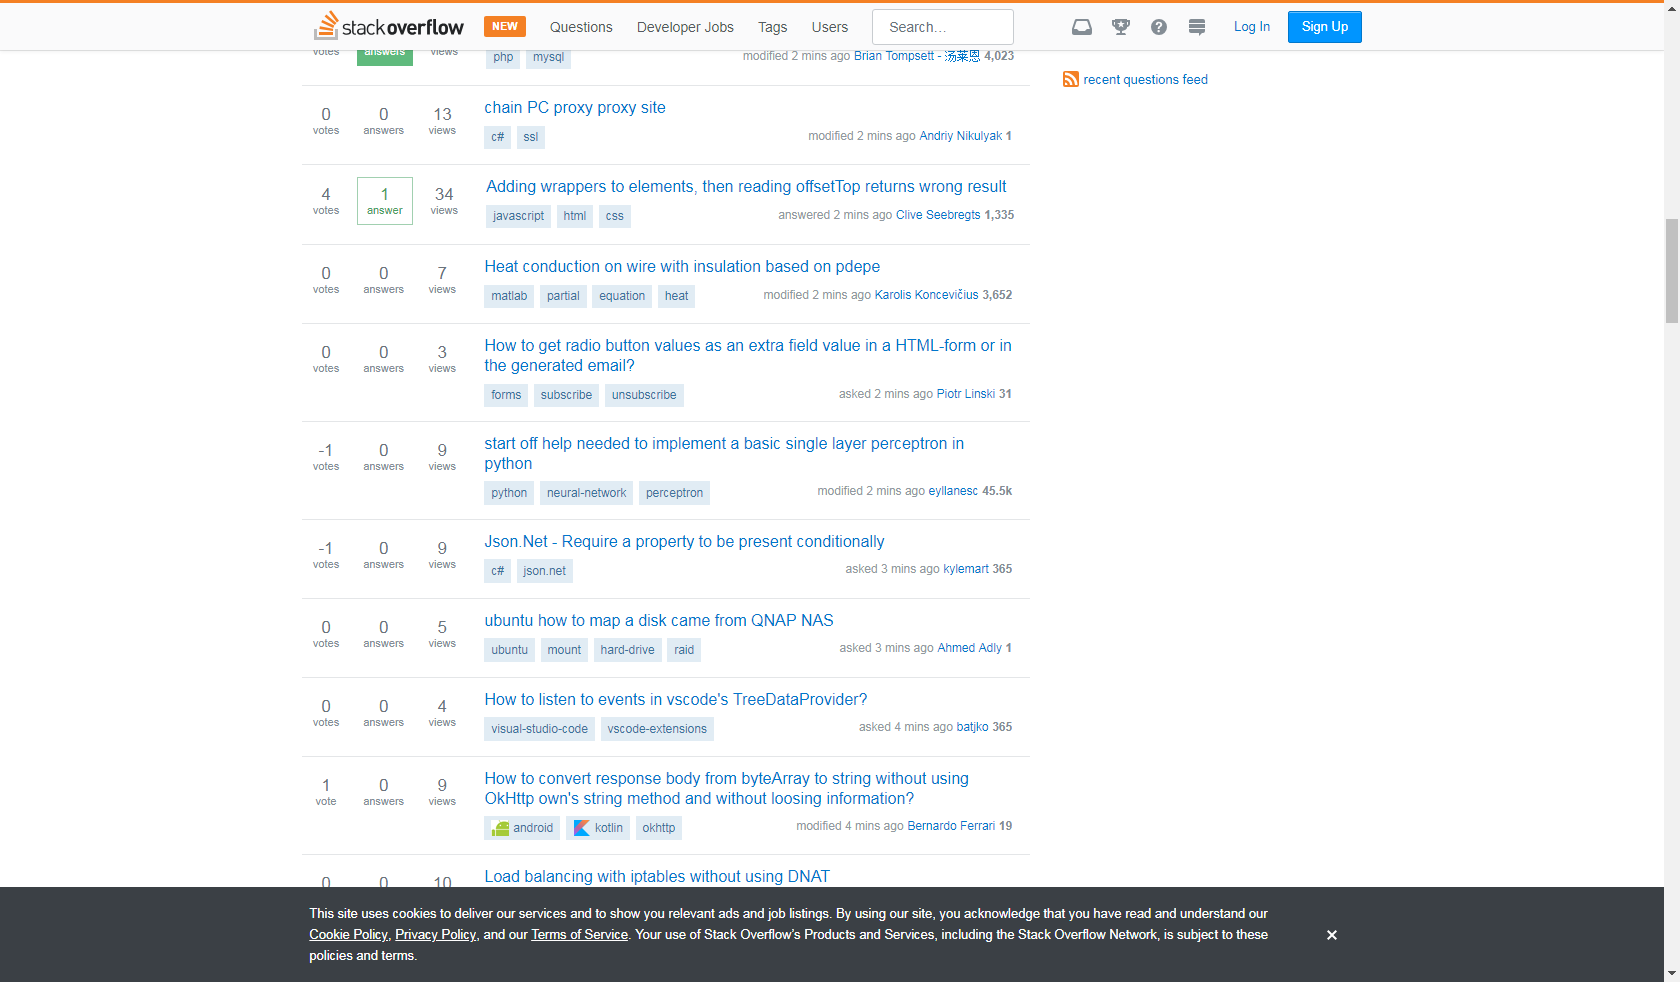 stack overflow NEW Questions Developer Jobs Tags Users Search… Log In Sign Up
votes answers views
php mysql modified 2 mins ago Brian Tompsett - 汤莱恩 4,023
recent questions feed
0 votes 0 answers 13 views
chain PC proxy proxy site
c# ssl modified 2 mins ago Andriy Nikulyak 1
4 votes 1 answer 34 views
Adding wrappers to elements, then reading offsetTop returns wrong result
javascript html css answered 2 mins ago Clive Seebregts 1,335
0 votes 0 answers 7 views
Heat conduction on wire with insulation based on pdepe
matlab partial equation heat modified 2 mins ago Karolis Koncevičius 3,652
0 votes 0 answers 3 views
How to get radio button values as an extra field value in a HTML-form or in
the generated email?
forms subscribe unsubscribe asked 2 mins ago Piotr Linski 31
-1 votes 0 answers 9 views
start off help needed to implement a basic single layer perceptron in
python
python neural-network perceptron modified 2 mins ago eyllanesc 45.5k
-1 votes 0 answers 9 views
Json.Net - Require a property to be present conditionally
c# json.net asked 3 mins ago kylemart 365
0 votes 0 answers 5 views
ubuntu how to map a disk came from QNAP NAS
ubuntu mount hard-drive raid asked 3 mins ago Ahmed Adly 1
0 votes 0 answers 4 views
How to listen to events in vscode's TreeDataProvider?
visual-studio-code vscode-extensions asked 4 mins ago batjko 365
1 vote 0 answers 9 views
How to convert response body from byteArray to string without using
OkHttp own's string method and without loosing information?
android kotlin okhttp modified 4 mins ago Bernardo Ferrari 19
0 0 10
Load balancing with iptables without using DNAT
This site uses cookies to deliver our services and to show you relevant ads and job listings. By using our site, you acknowledge that you have read and understand our
Cookie Policy, Privacy Policy, and our Terms of Service. Your use of Stack Overflow's Products and Services, including the Stack Overflow Network, is subject to these
policies and terms.